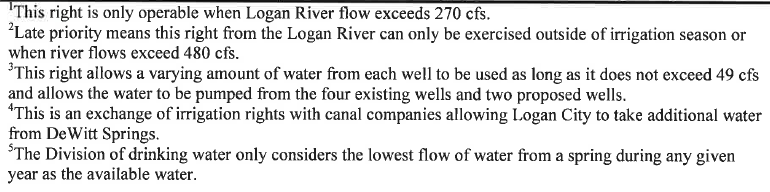 ¹This right is only operable when Logan River flow exceeds 270 cfs.
²Late priority means this right from the Logan River can only be exercised outside of irrigation season or
when river flows exceed 480 cfs.
³This right allows a varying amount of water from each well to be used as long as it does not exceed 49 cfs
and allows the water to be pumped from the four existing wells and two proposed wells.
⁴This is an exchange of irrigation rights with canal companies allowing Logan City to take additional water
from DeWitt Springs.
⁵The Division of drinking water only considers the lowest flow of water from a spring during any given
year as the available water.